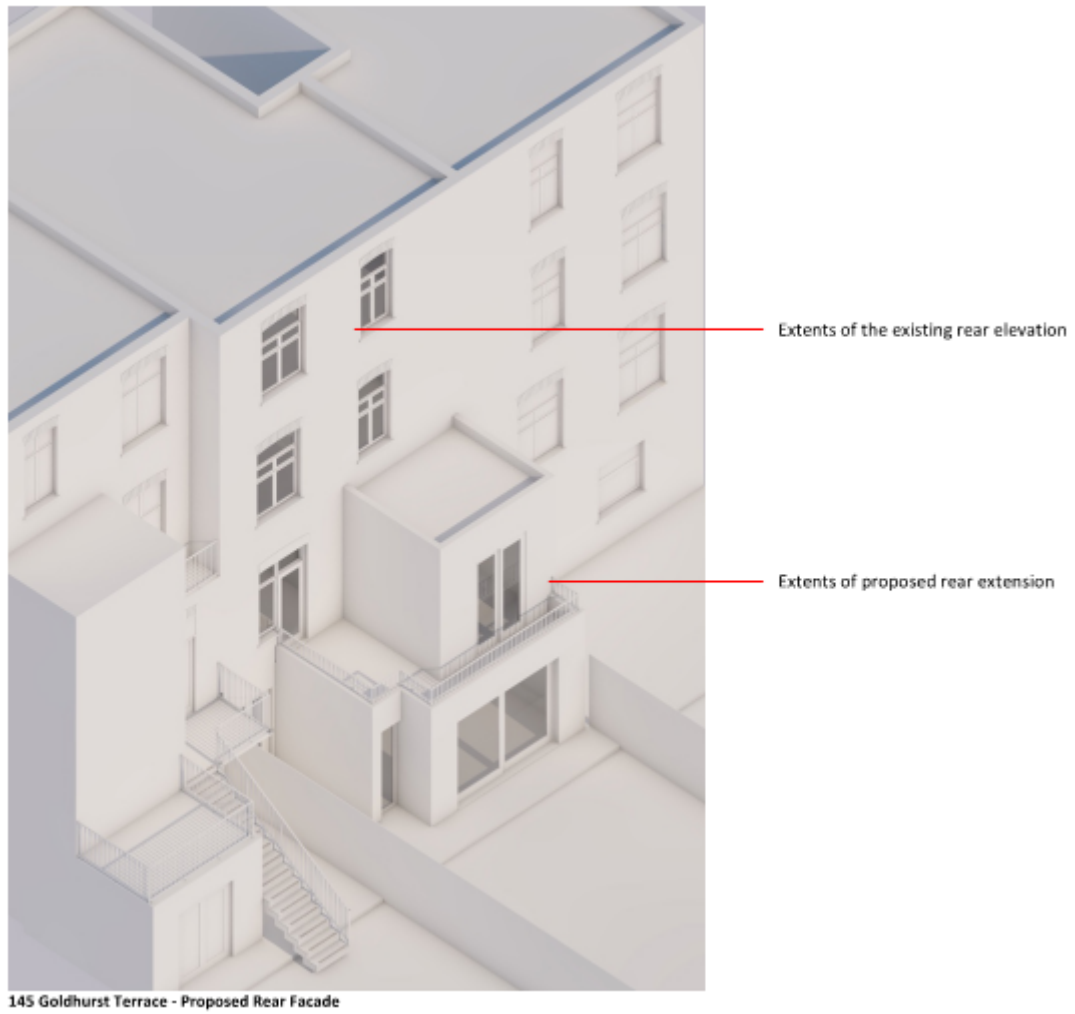 Extents of the existing rear elevation
Extents of proposed rear extension
145 Goldhurst Terrace - Proposed Rear Facade